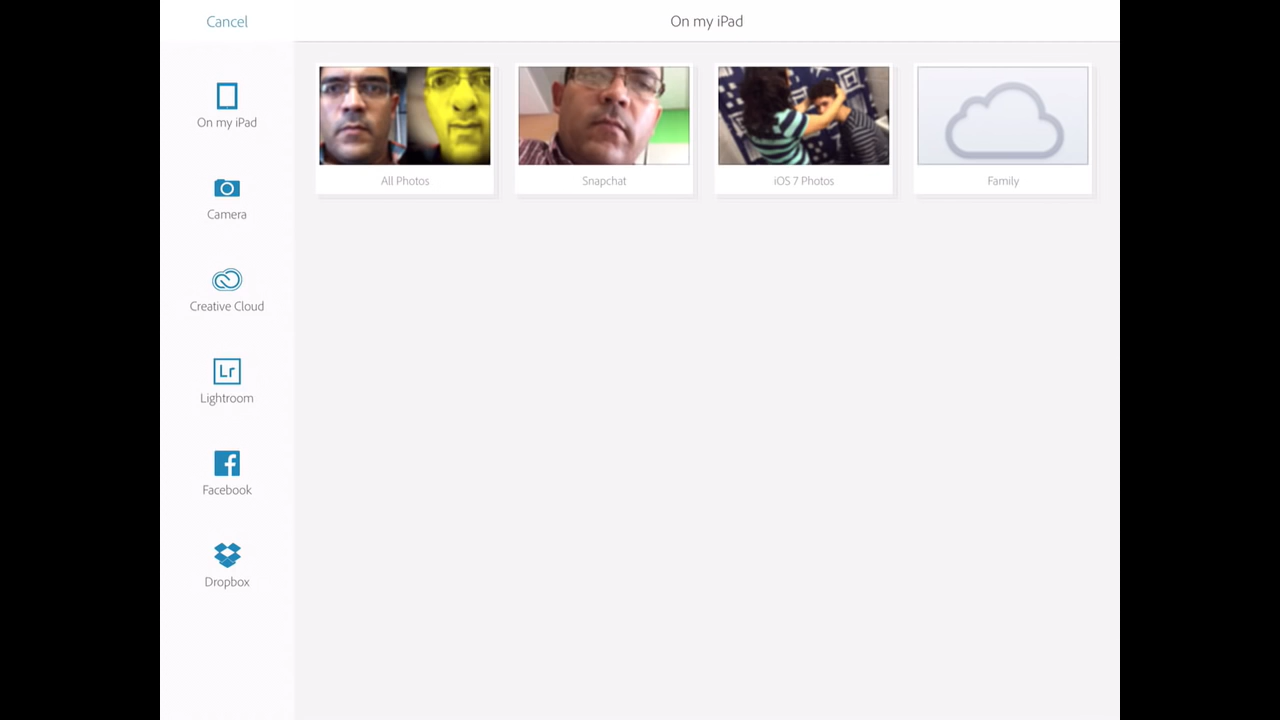 Cancel
On my iPad
On my iPad
Camera
Creative Cloud
Lr
Lightroom
Facebook
Dropbox
All Photos
Snapchat
iOS 7 Photos
Family